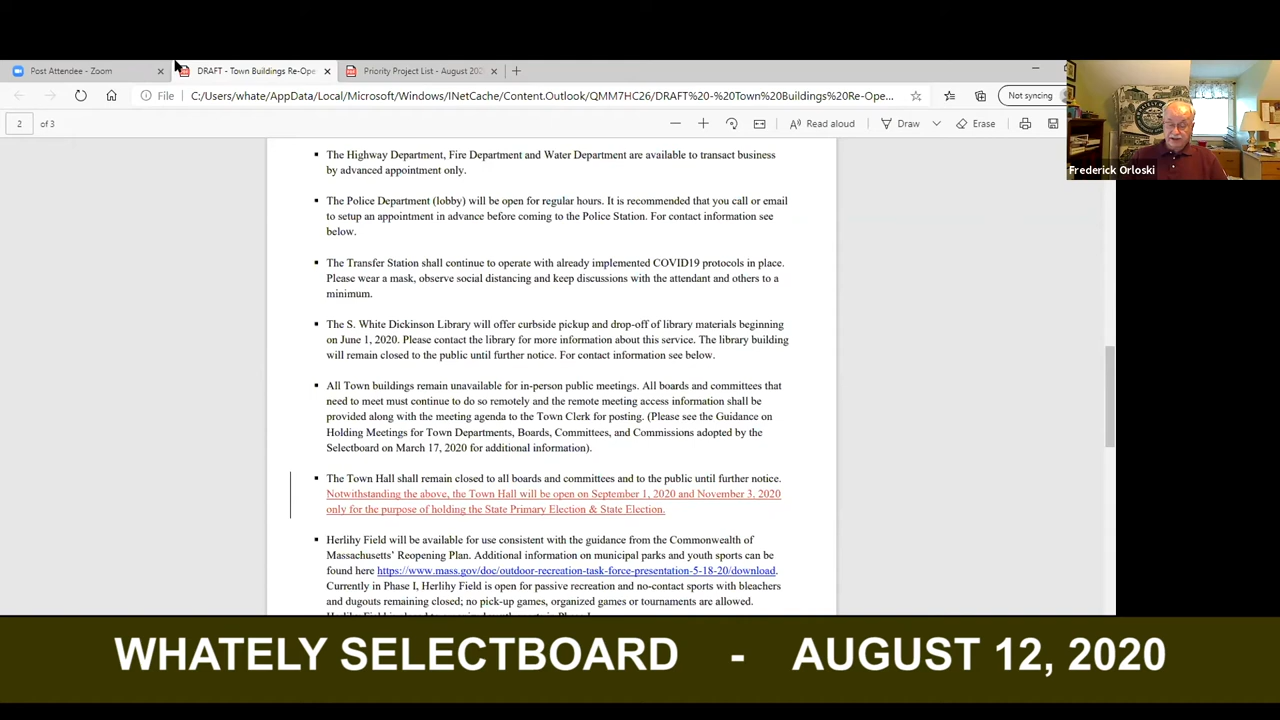 Post Attendee - Zoom
DRAFT - Town Buildings Re-Ope
Priority Project List - August 202
File
C:/Users/whate/AppData/Local/Microsoft/Windows/INetCache/Content.Outlook/QMM7HC26/DRAFT%20-%20Town%20Buildings%20Re-Ope...
Not syncing
2 of 3
Read aloud
Draw
Erase
Frederick Orloski
The Highway Department, Fire Department and Water Department are available to transact business
by advanced appointment only.
The Police Department (lobby) will be open for regular hours. It is recommended that you call or email
to setup an appointment in advance before coming to the Police Station. For contact information see
below.
The Transfer Station shall continue to operate with already implemented COVID19 protocols in place.
Please wear a mask, observe social distancing and keep discussions with the attendant and others to a
minimum.
The S. White Dickinson Library will offer curbside pickup and drop-off of library materials beginning
on June 1, 2020. Please contact the library for more information about this service. The library building
will remain closed to the public until further notice. For contact information see below.
All Town buildings remain unavailable for in-person public meetings. All boards and committees that
need to meet must continue to do so remotely and the remote meeting access information shall be
provided along with the meeting agenda to the Town Clerk for posting. (Please see the Guidance on
Holding Meetings for Town Departments, Boards, Committees, and Commissions adopted by the
Selectboard on March 17, 2020 for additional information).
The Town Hall shall remain closed to all boards and committees and to the public until further notice.
Notwithstanding the above, the Town Hall will be open on September 1, 2020 and November 3, 2020
only for the purpose of holding the State Primary Election & State Election.
Herlihy Field will be available for use consistent with the guidance from the Commonwealth of
Massachusetts' Reopening Plan. Additional information on municipal parks and youth sports can be
found here https://www.mass.gov/doc/outdoor-recreation-task-force-presentation-5-18-20/download.
Currently in Phase I, Herlihy Field is open for passive recreation and no-contact sports with bleachers
and dugouts remaining closed; no pick-up games, organized games or tournaments are allowed.
WHATELY SELECTBOARD - AUGUST 12, 2020